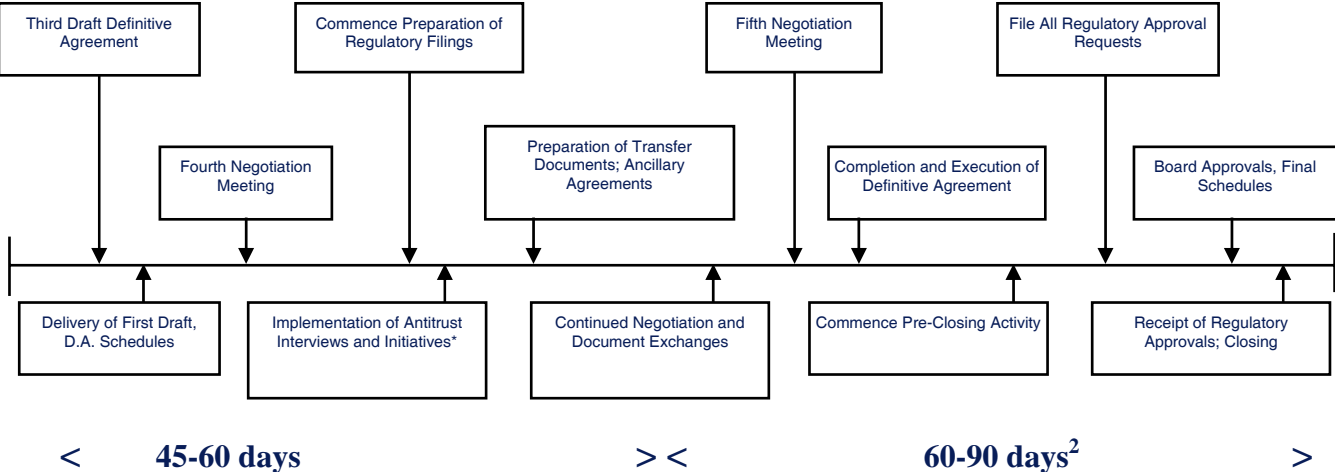 Third Draft Definitive
Agreement
Commence Preparation of
Regulatory Filings
Fifth Negotiation
Meeting
File All Regulatory Approval
Requests
Fourth Negotiation
Meeting
Preparation of Transfer
Documents; Ancillary
Agreements
Completion and Execution of
Definitive Agreement
Board Approvals, Final
Schedules
Delivery of First Draft,
D.A. Schedules
Implementation of Antitrust
Interviews and Initiatives*
Continued Negotiation and
Document Exchanges
Commence Pre-Closing Activity
Receipt of Regulatory
Approvals; Closing
< 45-60 days > < 60-90 days² >